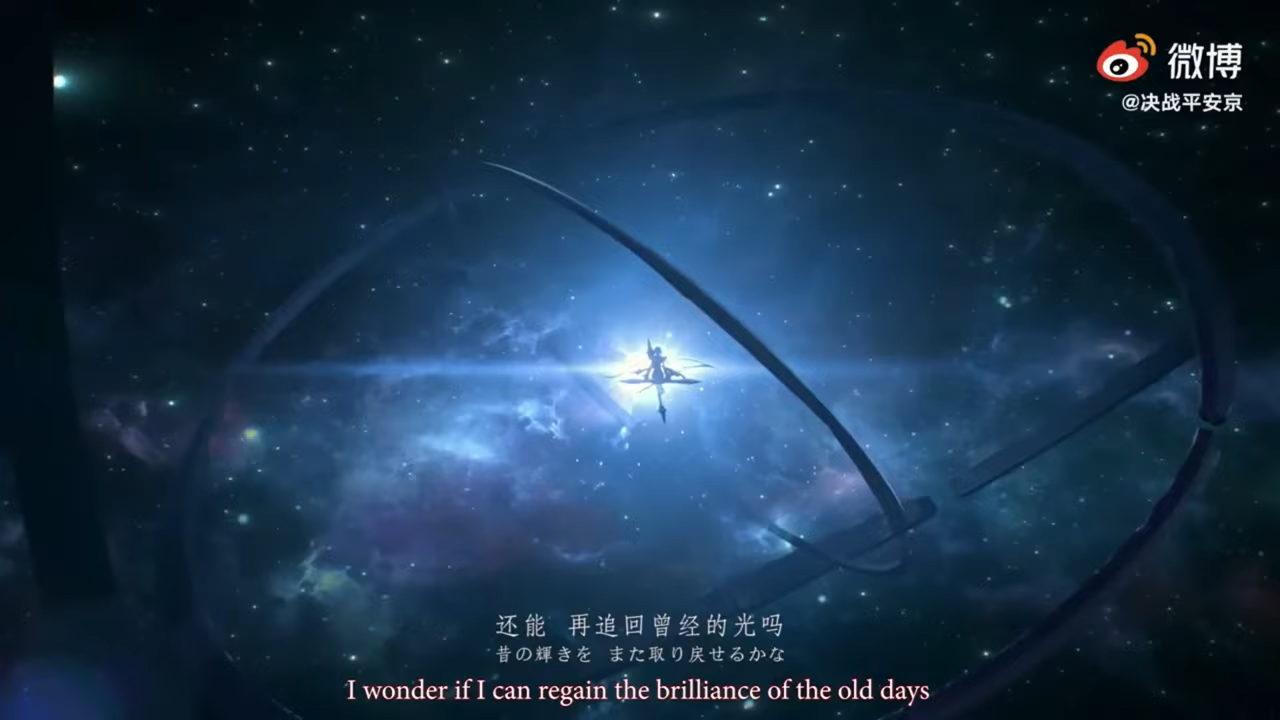 微博
@决战平安京
还能 再追回曾经的光吗
昔の輝きを また取り戻せるかな
I wonder if I can regain the brilliance of the old days